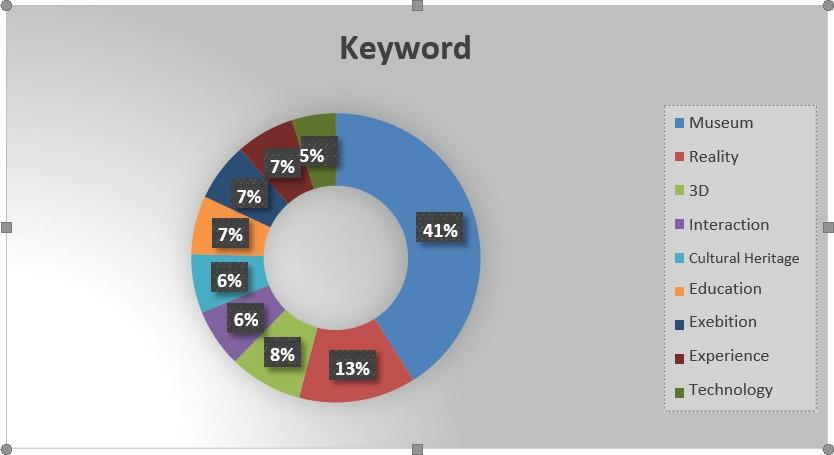 Keyword
5%
7%
7%
7%
6%
6%
8%
13%
41%
Museum
Reality
3D
Interaction
Cultural Heritage
Education
Exebition
Experience
Technology